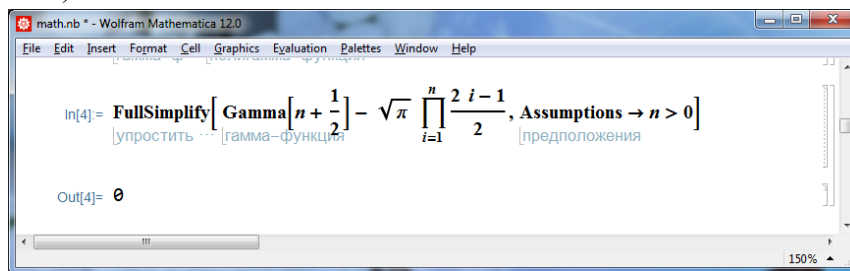 math.nb * - Wolfram Mathematica 12.0
File Edit Insert Format Cell Graphics Evaluation Palettes Window Help
In[4]:= FullSimplify[ Gamma[n + 1/2] - √π ∏_{i=1}^{n} (2 i - 1)/2, Assumptions → n > 0]
упростить ··· гамма-функция предположения
Out[4]= 0
150%